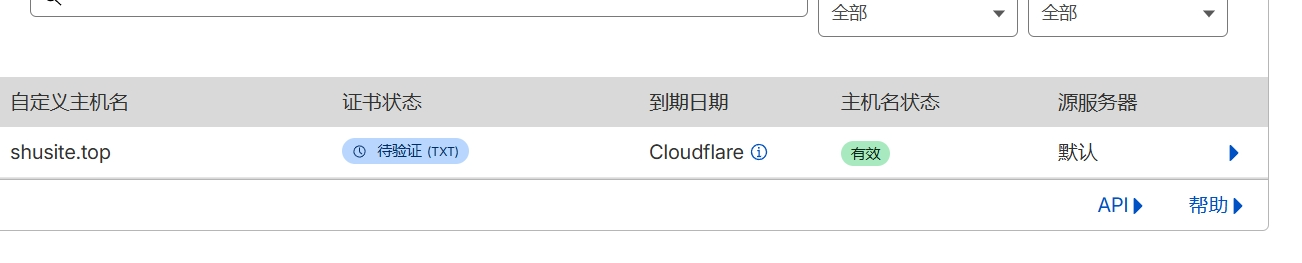 全部 全部
自定义主机名 证书状态 到期日期 主机名状态 源服务器
shusite.top 待验证 (TXT) Cloudflare 有效 默认
API 帮助